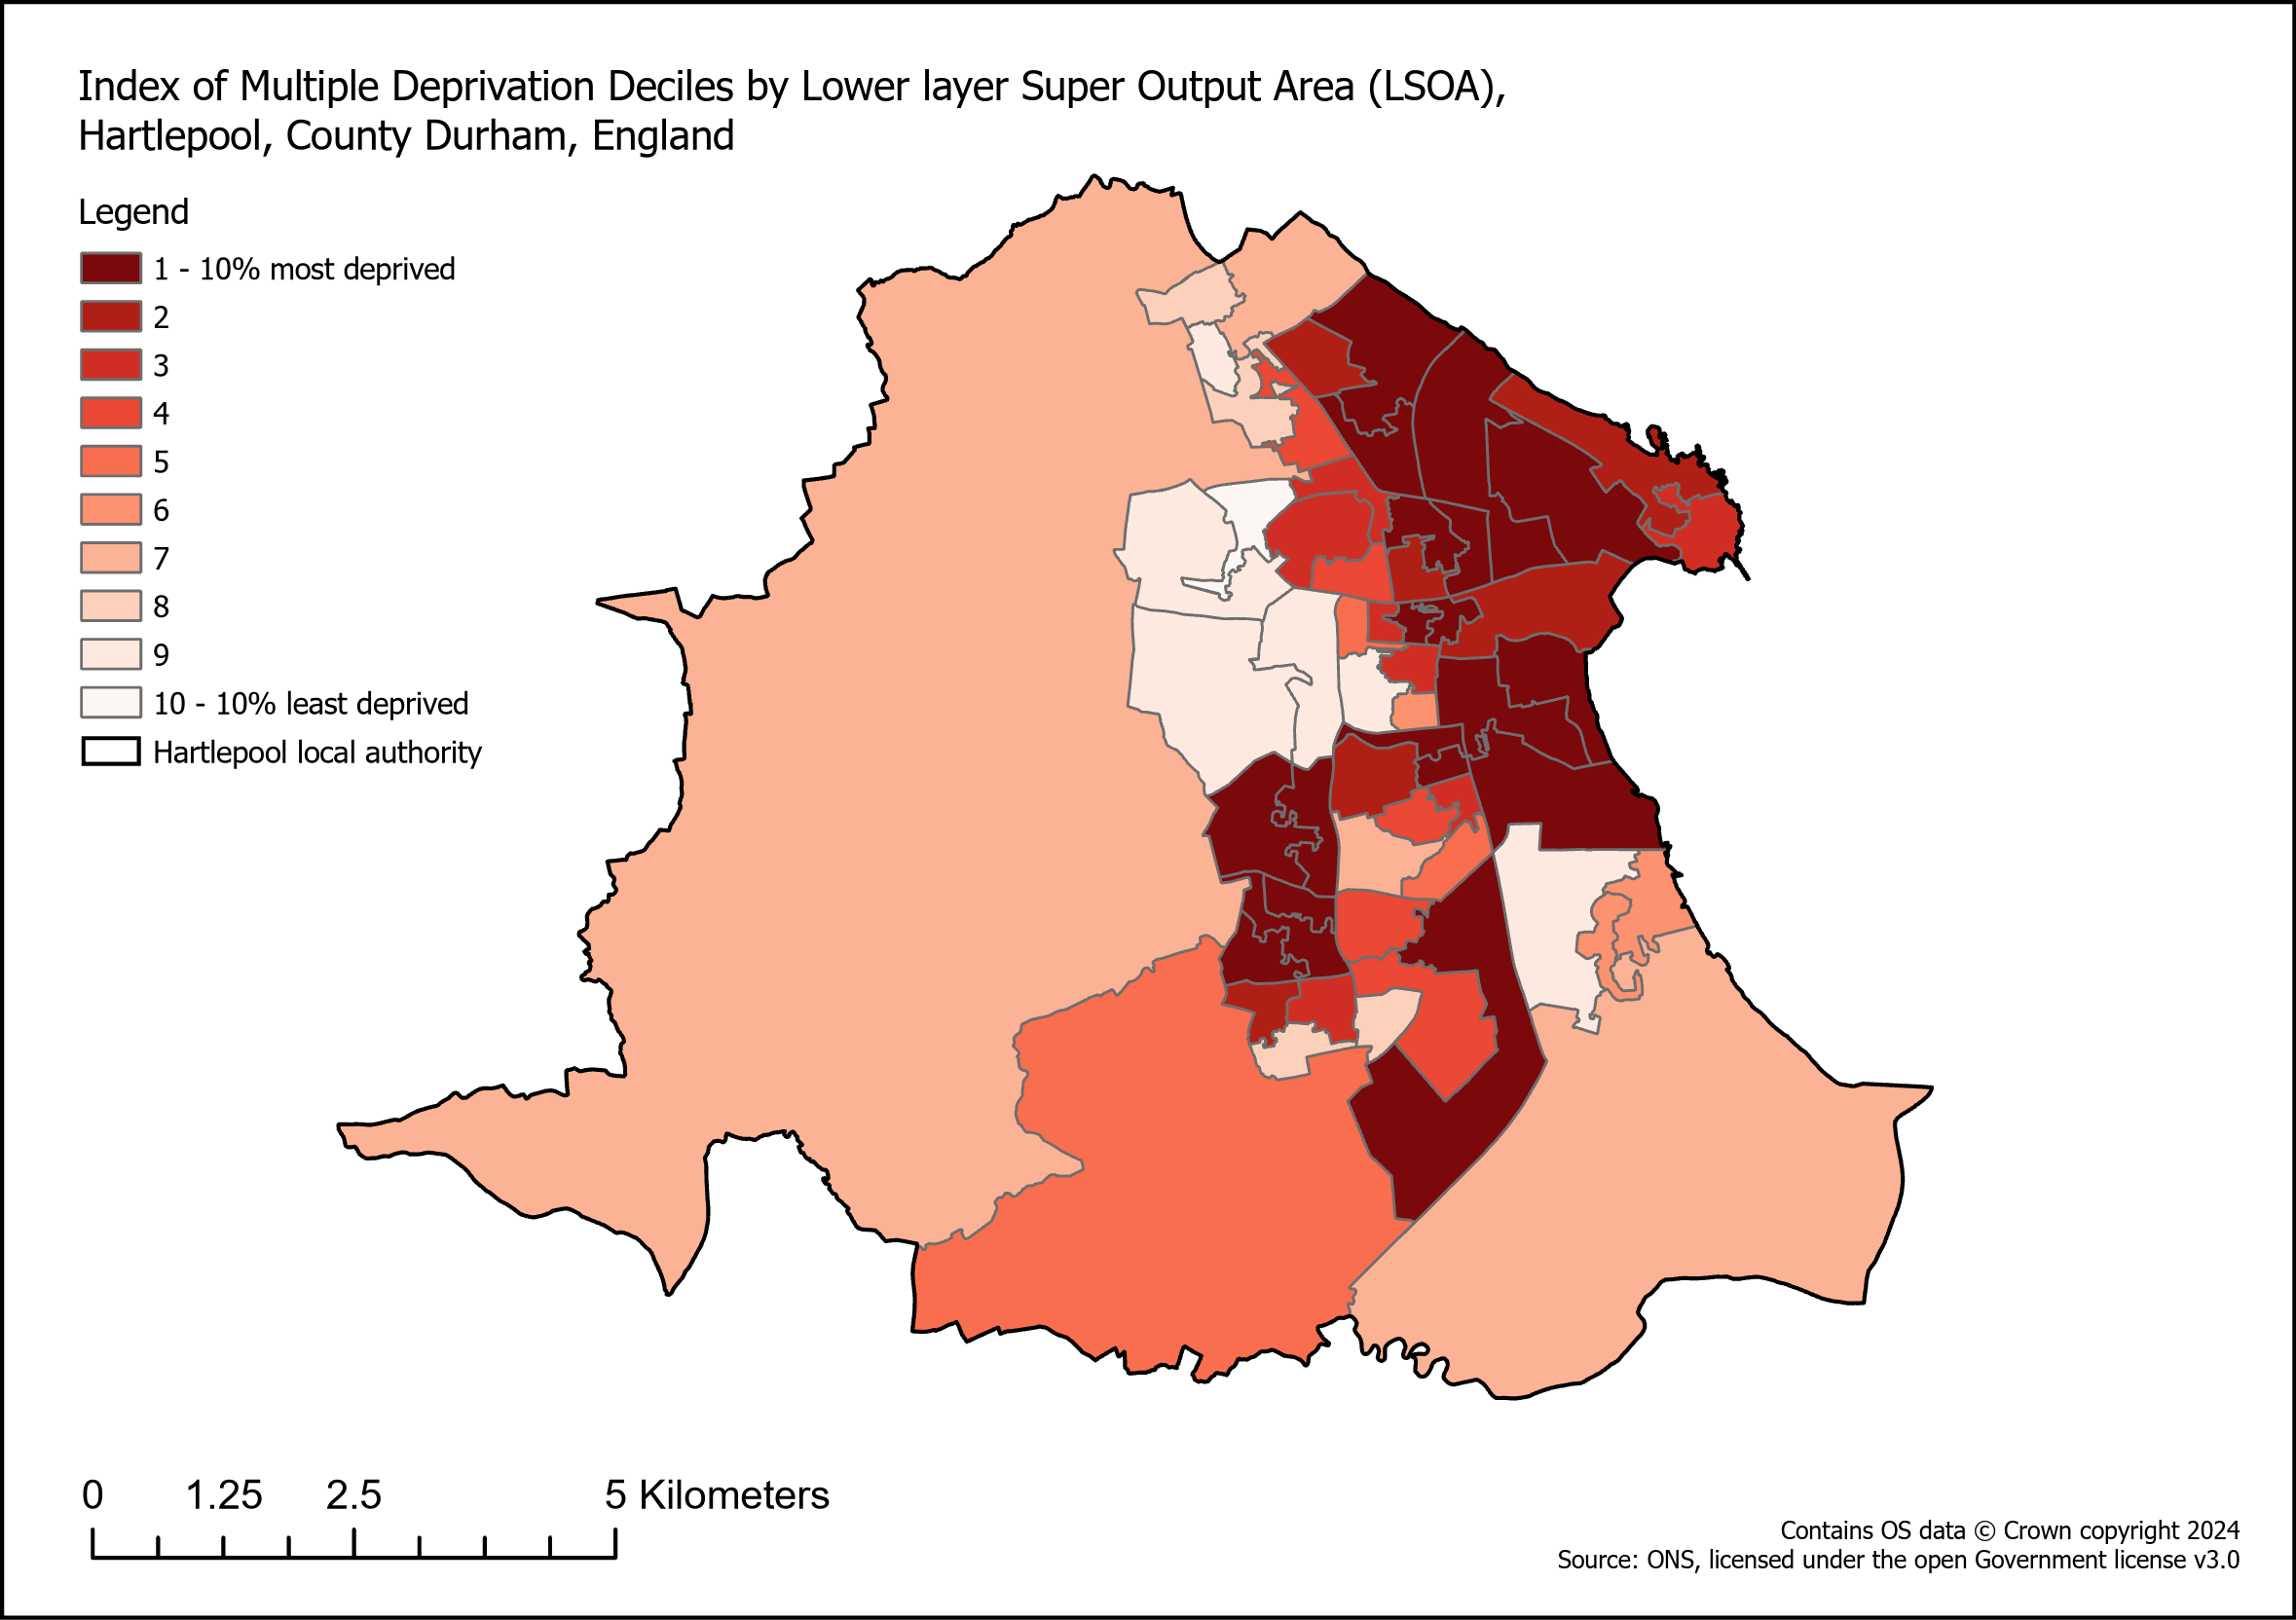 Index of Multiple Deprivation Deciles by Lower layer Super Output Area (LSOA),
Hartlepool, County Durham, England
Legend
1 - 10% most deprived
2
3
4
5
6
7
8
9
10 - 10% least deprived
Hartlepool local authority
0 1.25 2.5 5 Kilometers
Contains OS data © Crown copyright 2024
Source: ONS, licensed under the open Government license v3.0